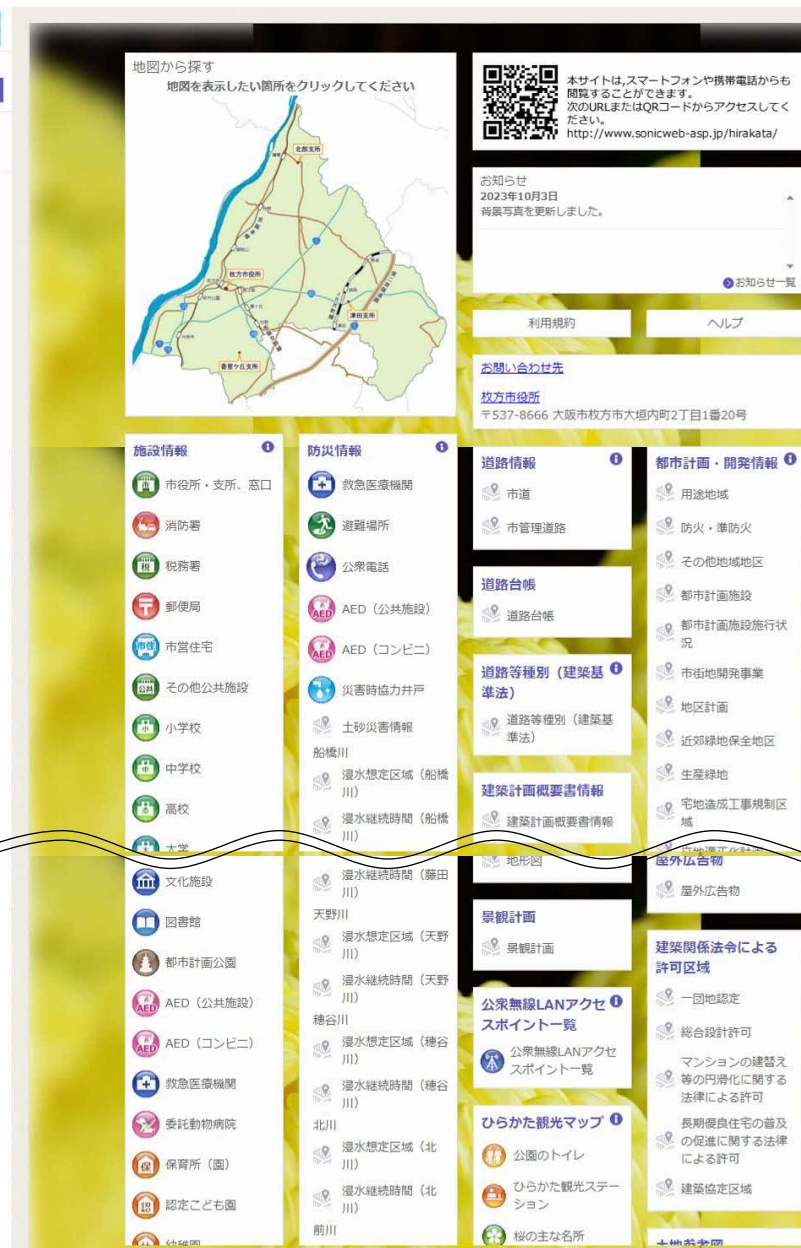 地図から探す
地図を表示したい箇所をクリックしてください
北部支所
枚方市役所
津田支所
香里ケ丘支所
本サイトは,スマートフォンや携帯電話からも
閲覧することができます。
次のURLまたはQRコードからアクセスしてく
ださい。
http://www.sonicweb-asp.jp/hirakata/
お知らせ
2023年10月3日
背景写真を更新しました。
お知らせ一覧
利用規約
ヘルプ
お問い合わせ先
枚方市役所
〒537-8666 大阪市枚方市大垣内町2丁目1番20号
施設情報
市役所・支所、窓口
消防署
税務署
郵便局
市営住宅
その他公共施設
小学校
中学校
高校
大学
文化施設
図書館
都市計画公園
AED（公共施設）
AED（コンビニ）
救急医療機関
委託動物病院
保育所（園）
認定こども園
幼稚園
防災情報
救急医療機関
避難場所
公衆電話
AED（公共施設）
AED（コンビニ）
災害時協力井戸
土砂災害情報
船橋川
浸水想定区域（船橋
川）
浸水継続時間（船橋
川）
浸水継続時間（藤田
川）
天野川
浸水想定区域（天野
川）
浸水継続時間（天野
川）
穂谷川
浸水想定区域（穂谷
川）
浸水継続時間（穂谷
川）
北川
浸水想定区域（北
川）
浸水継続時間（北
川）
前川
道路情報
市道
市管理道路
道路台帳
道路台帳
道路等種別（建築基
準法）
道路等種別（建築基
準法）
建築計画概要書情報
建築計画概要書情報
地形図
景観計画
景観計画
公衆無線LANアクセ
スポイント一覧
公衆無線LANアクセ
スポイント一覧
ひらかた観光マップ
公園のトイレ
ひらかた観光ステー
ション
桜の主な名所
都市計画・開発情報
用途地域
防火・準防火
その他地域地区
都市計画施設
都市計画施設施行状
況
市街地開発事業
地区計画
近郊緑地保全地区
生産緑地
宅地造成工事規制区
域
立地適正化計画
屋外広告物
屋外広告物
建築関係法令による
許可区域
一団地認定
総合設計許可
マンションの建替え
等の円滑化に関する
法律による許可
長期優良住宅の普及
の促進に関する法律
による許可
建築協定区域
土地参考図